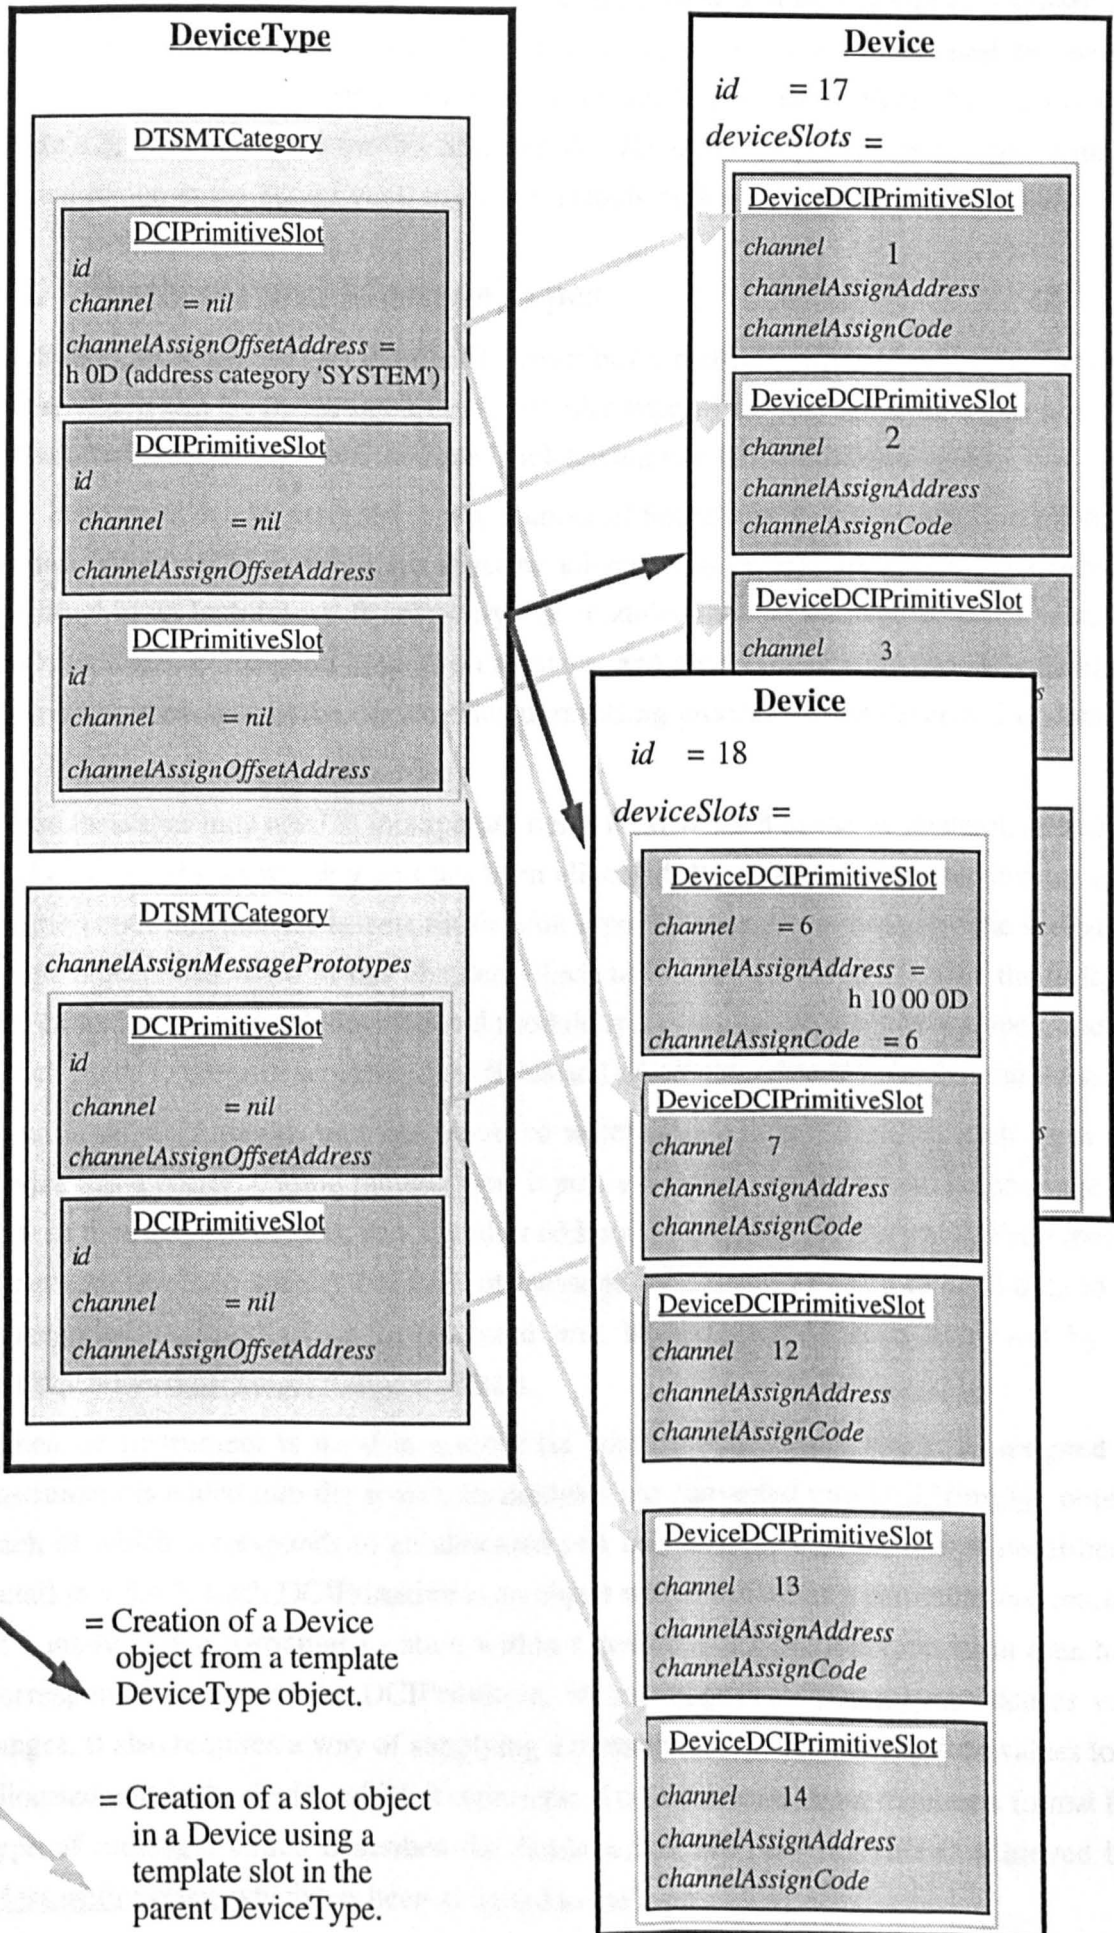 DeviceType
DTSMTCategory
DCIPrimitiveSlot
id
channel = nil
channelAssignOffsetAddress =
h 0D (address category 'SYSTEM')
DCIPrimitiveSlot
id
channel = nil
channelAssignOffsetAddress
DCIPrimitiveSlot
id
channel = nil
channelAssignOffsetAddress
DTSMTCategory
channelAssignMessagePrototypes
DCIPrimitiveSlot
id
channel = nil
channelAssignOffsetAddress
DCIPrimitiveSlot
id
channel = nil
channelAssignOffsetAddress
Device
id = 17
deviceSlots =
DeviceDCIPrimitiveSlot
channel 1
channelAssignAddress
channelAssignCode
DeviceDCIPrimitiveSlot
channel 2
channelAssignAddress
channelAssignCode
DeviceDCIPrimitiveSlot
channel 3
s
s
s
Device
id = 18
deviceSlots =
DeviceDCIPrimitiveSlot
channel = 6
channelAssignAddress =
h 10 00 0D
channelAssignCode = 6
DeviceDCIPrimitiveSlot
channel 7
channelAssignAddress
channelAssignCode
DeviceDCIPrimitiveSlot
channel 12
channelAssignAddress
channelAssignCode
DeviceDCIPrimitiveSlot
channel 13
channelAssignAddress
channelAssignCode
DeviceDCIPrimitiveSlot
channel 14
channelAssignAddress
channelAssignCode
= Creation of a Device
object from a template
DeviceType object.
= Creation of a slot object
in a Device using a
template slot in the
parent DeviceType.